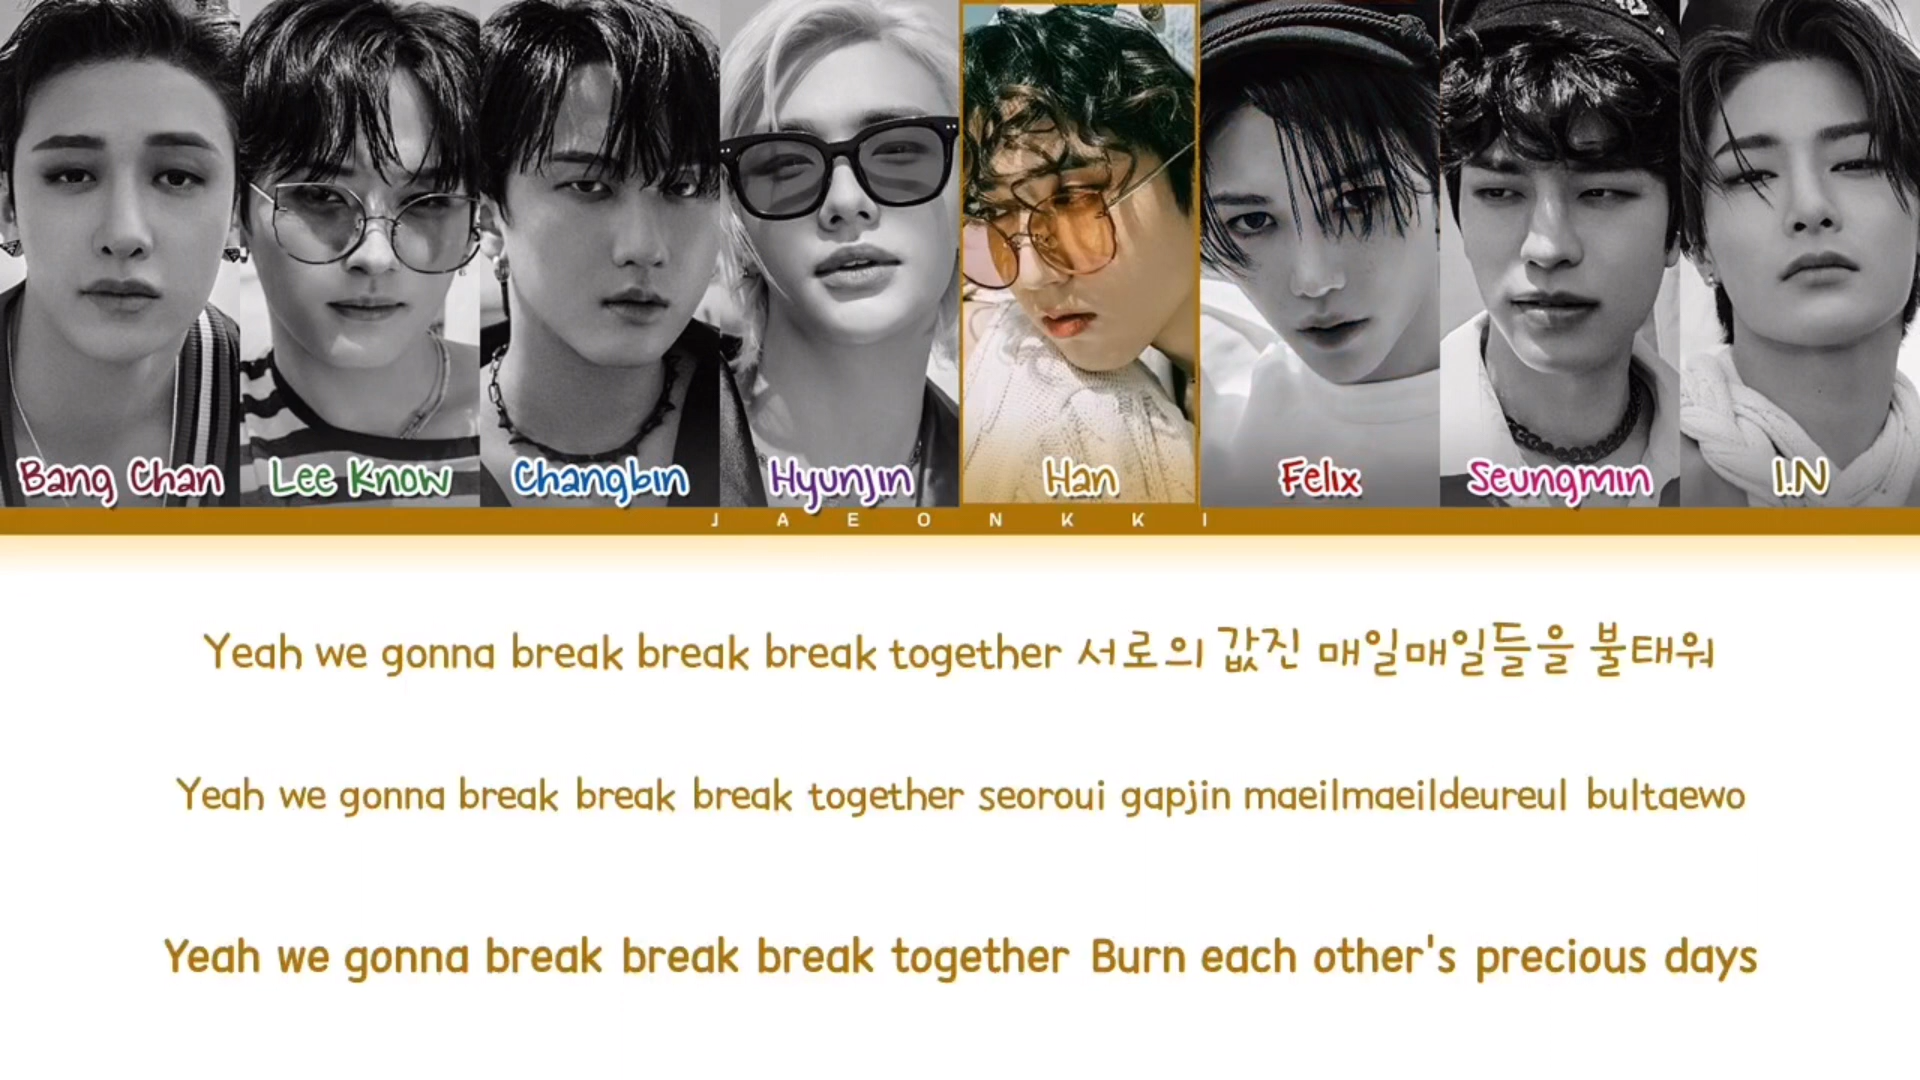 Bang Chan Lee Know Changbin Hyunjin Han Felix Seungmin I.N
JAEONKKI
Yeah we gonna break break break together 서로의 값진 매일매일들을 불태워
Yeah we gonna break break break together seoroui gapjin maeilmaeildeureul bultaewo
Yeah we gonna break break break together Burn each other's precious days